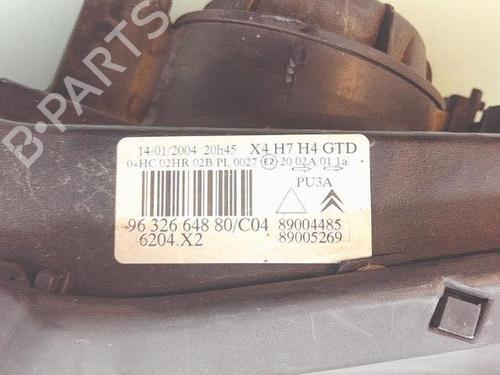 B-PARTS
14/01/2004 20h45 X4 H7 H4 GTD
04HC 02HR 02B PL 0027 E2 20 02A 01 1a
PU3A
96 326 648 80/C04 89004485
6204.X2 89005269